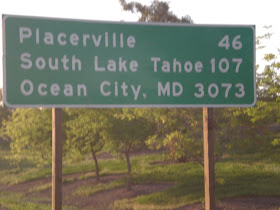 Placerville 46
South Lake Tahoe 107
Ocean City, MD 3073